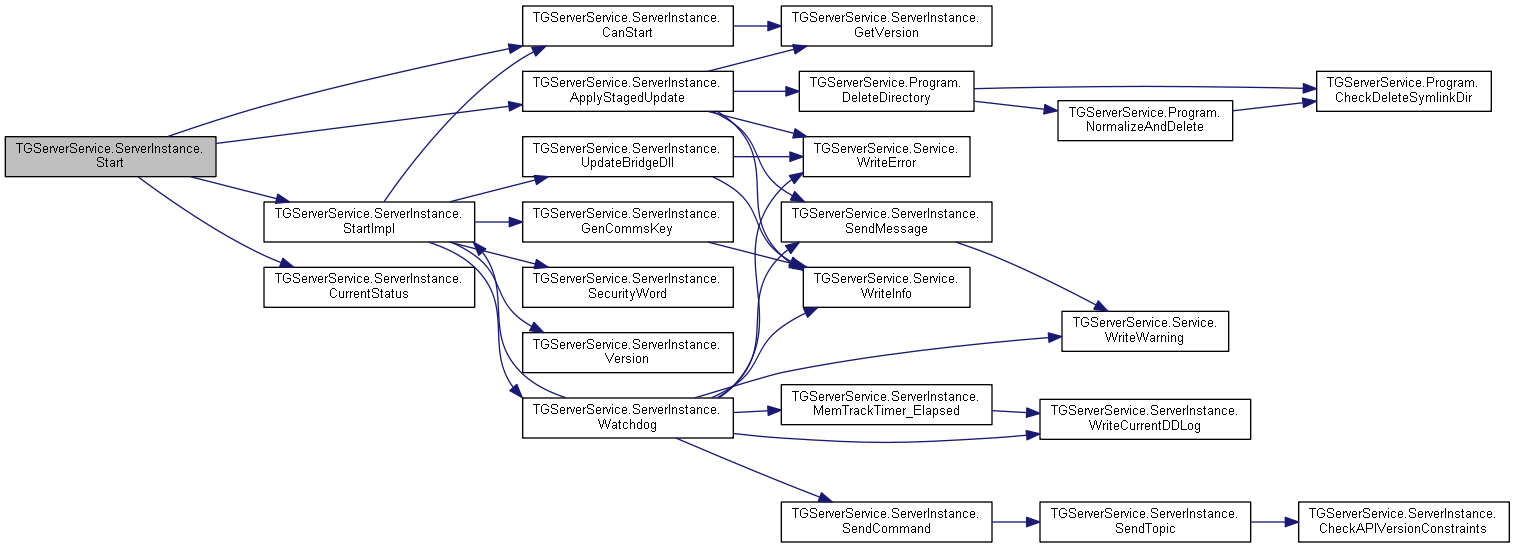 TGServerService.ServerInstance.
Start
TGServerService.ServerInstance.
StartImpl
TGServerService.ServerInstance.
CurrentStatus
TGServerService.ServerInstance.
CanStart
TGServerService.ServerInstance.
ApplyStagedUpdate
TGServerService.ServerInstance.
UpdateBridgeDll
TGServerService.ServerInstance.
GenCommsKey
TGServerService.ServerInstance.
SecurityWord
TGServerService.ServerInstance.
Version
TGServerService.ServerInstance.
Watchdog
TGServerService.ServerInstance.
GetVersion
TGServerService.Program.
DeleteDirectory
TGServerService.Service.
WriteError
TGServerService.ServerInstance.
SendMessage
TGServerService.Service.
WriteInfo
TGServerService.ServerInstance.
MemTrackTimer_Elapsed
TGServerService.ServerInstance.
SendCommand
TGServerService.Program.
NormalizeAndDelete
TGServerService.Service.
WriteWarning
TGServerService.ServerInstance.
WriteCurrentDDLog
TGServerService.ServerInstance.
SendTopic
TGServerService.Program.
CheckDeleteSymlinkDir
TGServerService.ServerInstance.
CheckAPIVersionConstraints